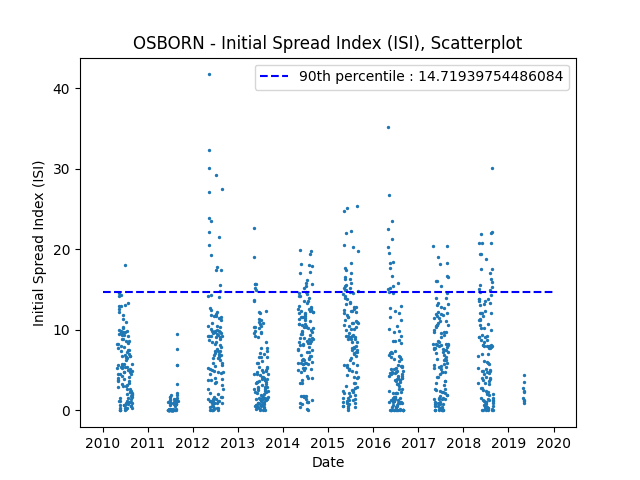 OSBORN - Initial Spread Index (ISI), Scatterplot
90th percentile : 14.71939754486084
40
30
20
10
0
Initial Spread Index (ISI)
2010 2011 2012 2013 2014 2015 2016 2017 2018 2019 2020
Date